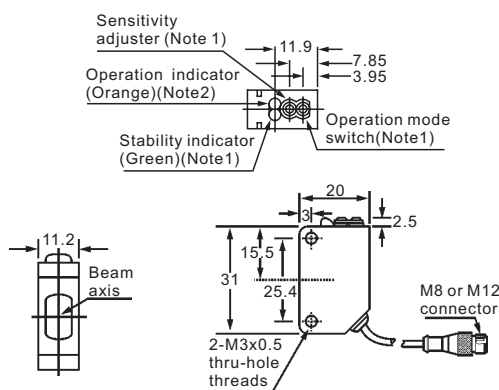 Sensitivity
adjuster (Note 1)
11.9
7.85
3.95
Operation indicator
(Orange)(Note2)
Stability indicator
(Green)(Note1)
Operation mode
switch(Note1)
20
3
2.5
11.2
Beam
axis
31
15.5
25.4
M8 or M12
connector
2-M3x0.5
thru-hole
threads